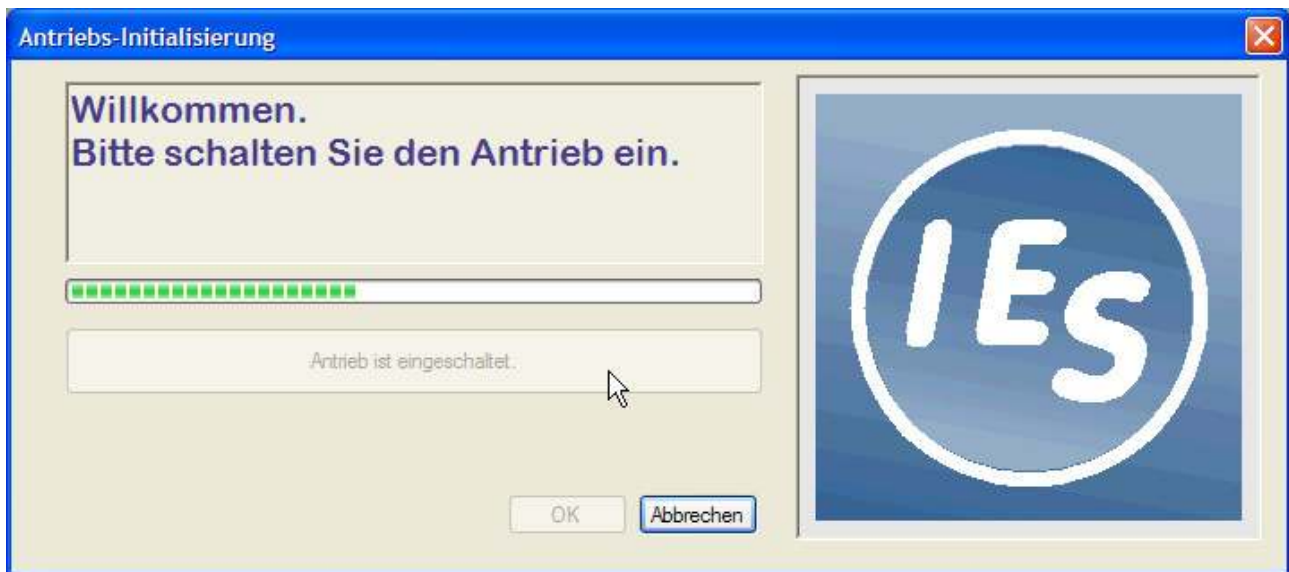 Antriebs-Initialisierung
Willkommen.
Bitte schalten Sie den Antrieb ein.
Antrieb ist eingeschaltet.
OK
Abbrechen
IES